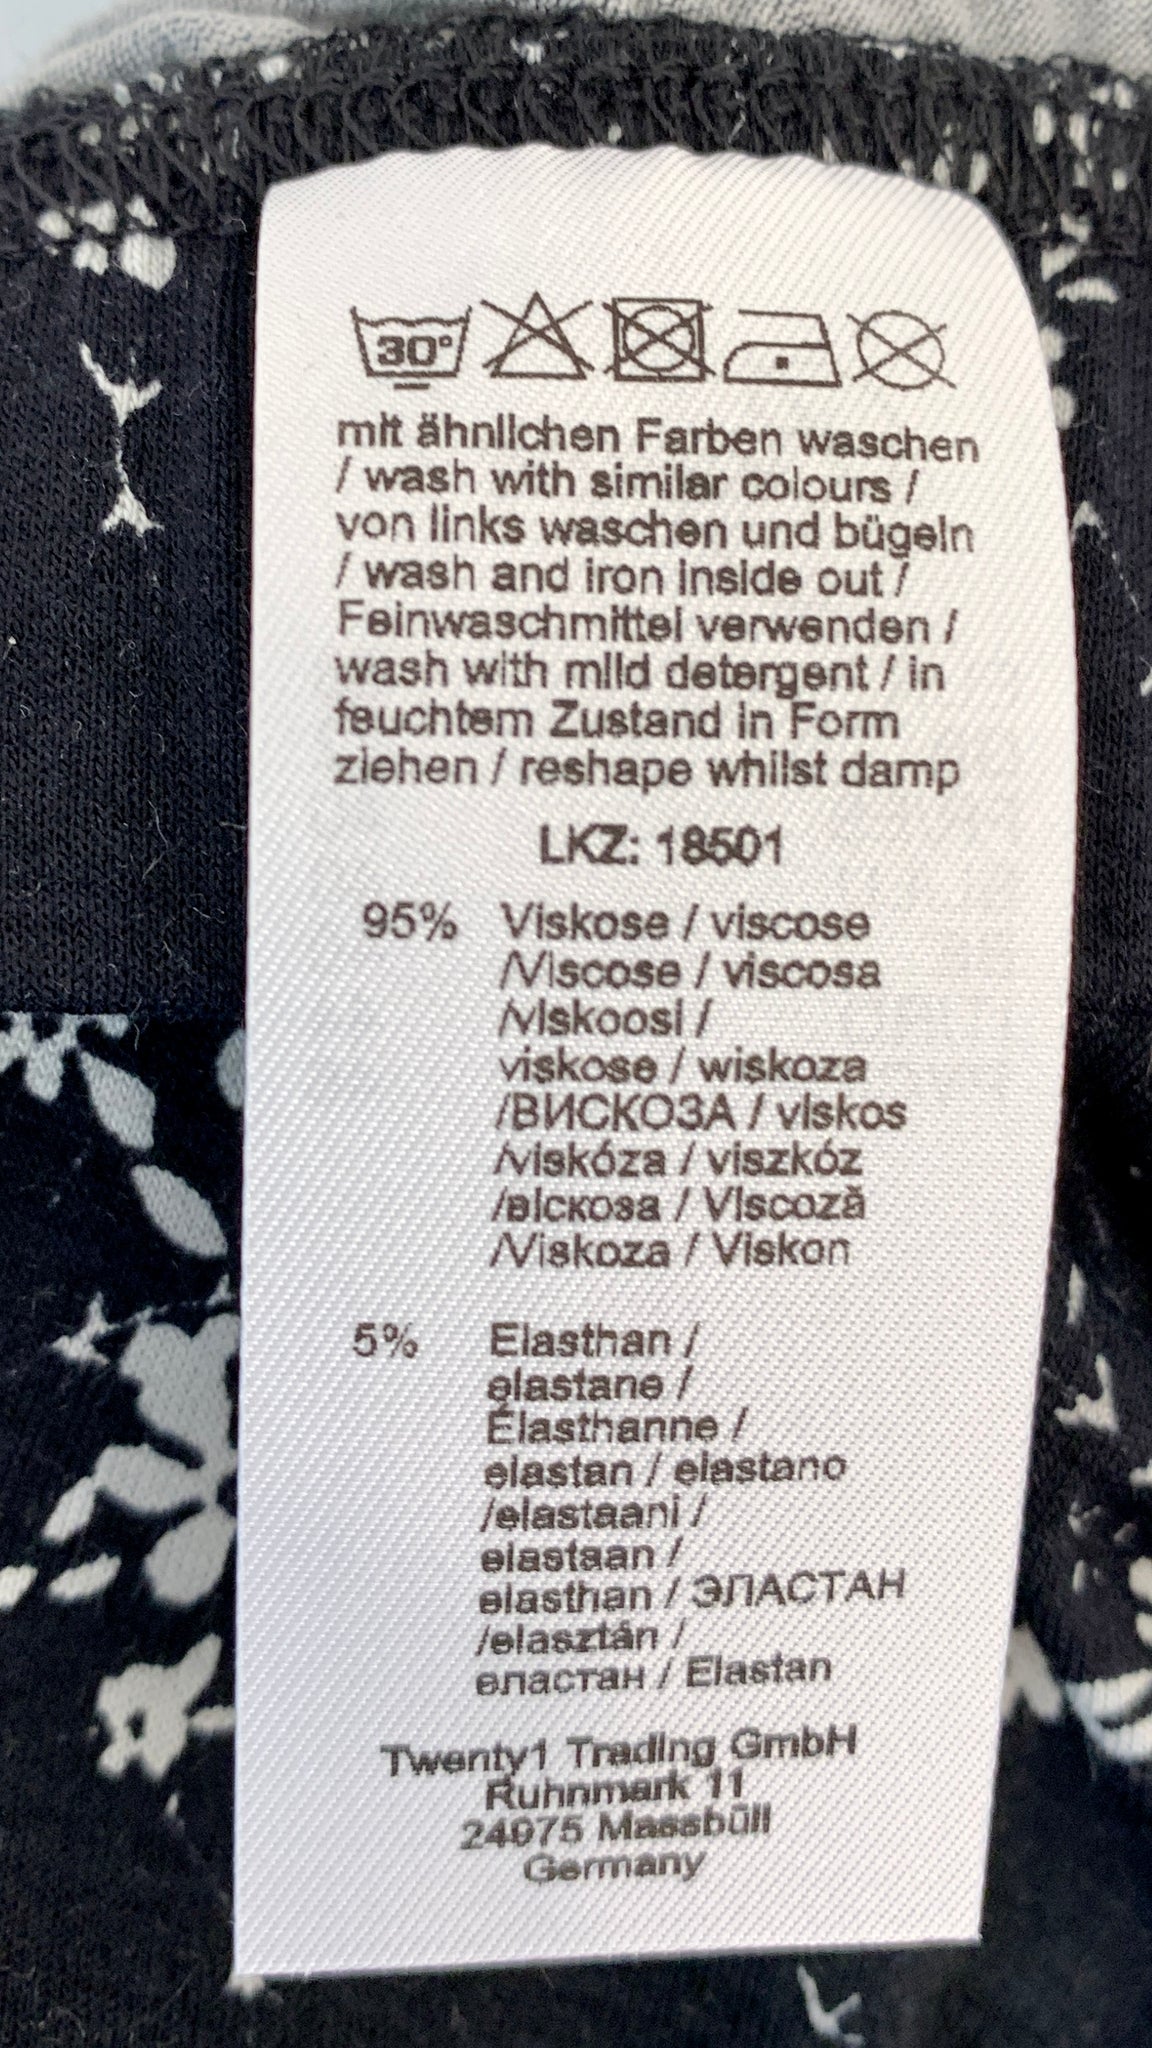 30°
mit ähnlichen Farben waschen
/ wash with similar colours /
von links waschen und bügeln
/ wash and iron inside out /
Feinwaschmittel verwenden /
wash with mild detergent / in
feuchtem Zustand in Form
ziehen / reshape whilst damp
LKZ: 18501
95% Viskose / viscose
/Viscose / viscosa
/viskoosi /
viskose / wiskoza
/ВИСКОЗА / viskos
/viskóza / viszkóz
/віскоза / Viscoză
/Viskoza / Viskon
5% Elasthan /
elastane /
Élasthanne /
elastan / elastano
/elastaani /
elastaan /
elasthan / ЭЛАСТАН
/elasztán /
еластан / Elastan
Twenty1 Trading GmbH
Ruhnmark 11
24975 Massbüll
Germany